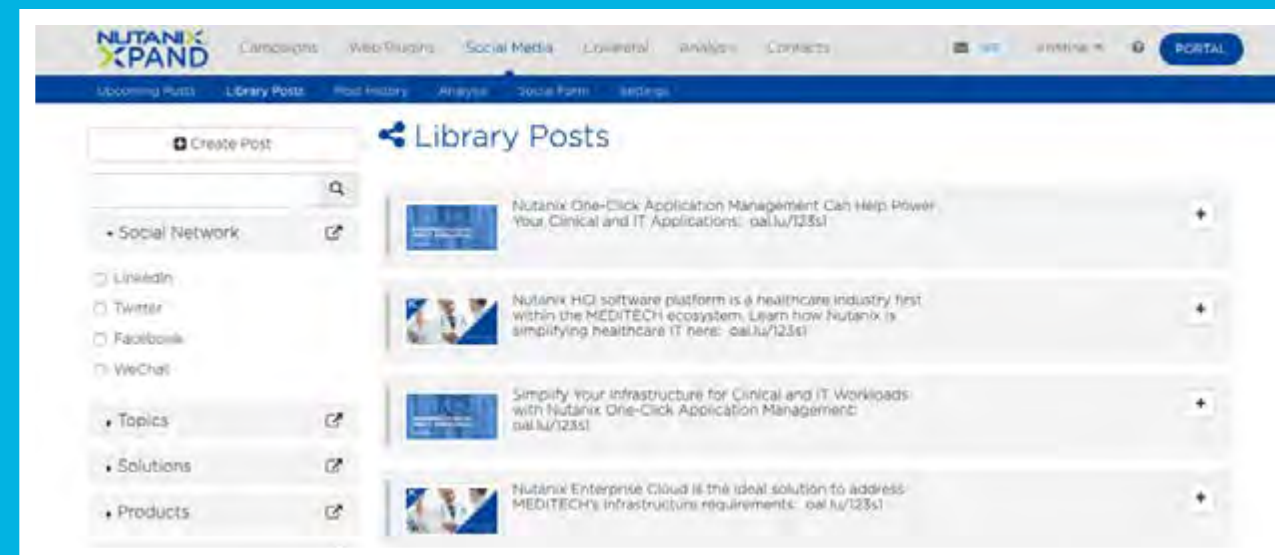 NUTANIX
XPAND
Campaigns Web Plugins Social Media Collateral Analysis Contacts PORTAL
Upcoming Posts Library Posts Post History Analysis Social Form Settings
Create Post
Library Posts
Nutanix One-Click Application Management Can Help Power
Your Clinical and IT Applications: oal.lu/123s1
Social Network
LinkedIn
Twitter
Facebook
WeChat
Nutanix HCI software platform is a healthcare industry first
within the MEDITECH ecosystem. Learn how Nutanix is
simplifying healthcare IT here: oal.lu/123s1
Simplify Your Infrastructure for Clinical and IT Workloads
with Nutanix One-Click Application Management:
oal.lu/123s1
Topics
Solutions
Products
Nutanix Enterprise Cloud is the ideal solution to address
MEDITECH's infrastructure requirements: oal.lu/123s1